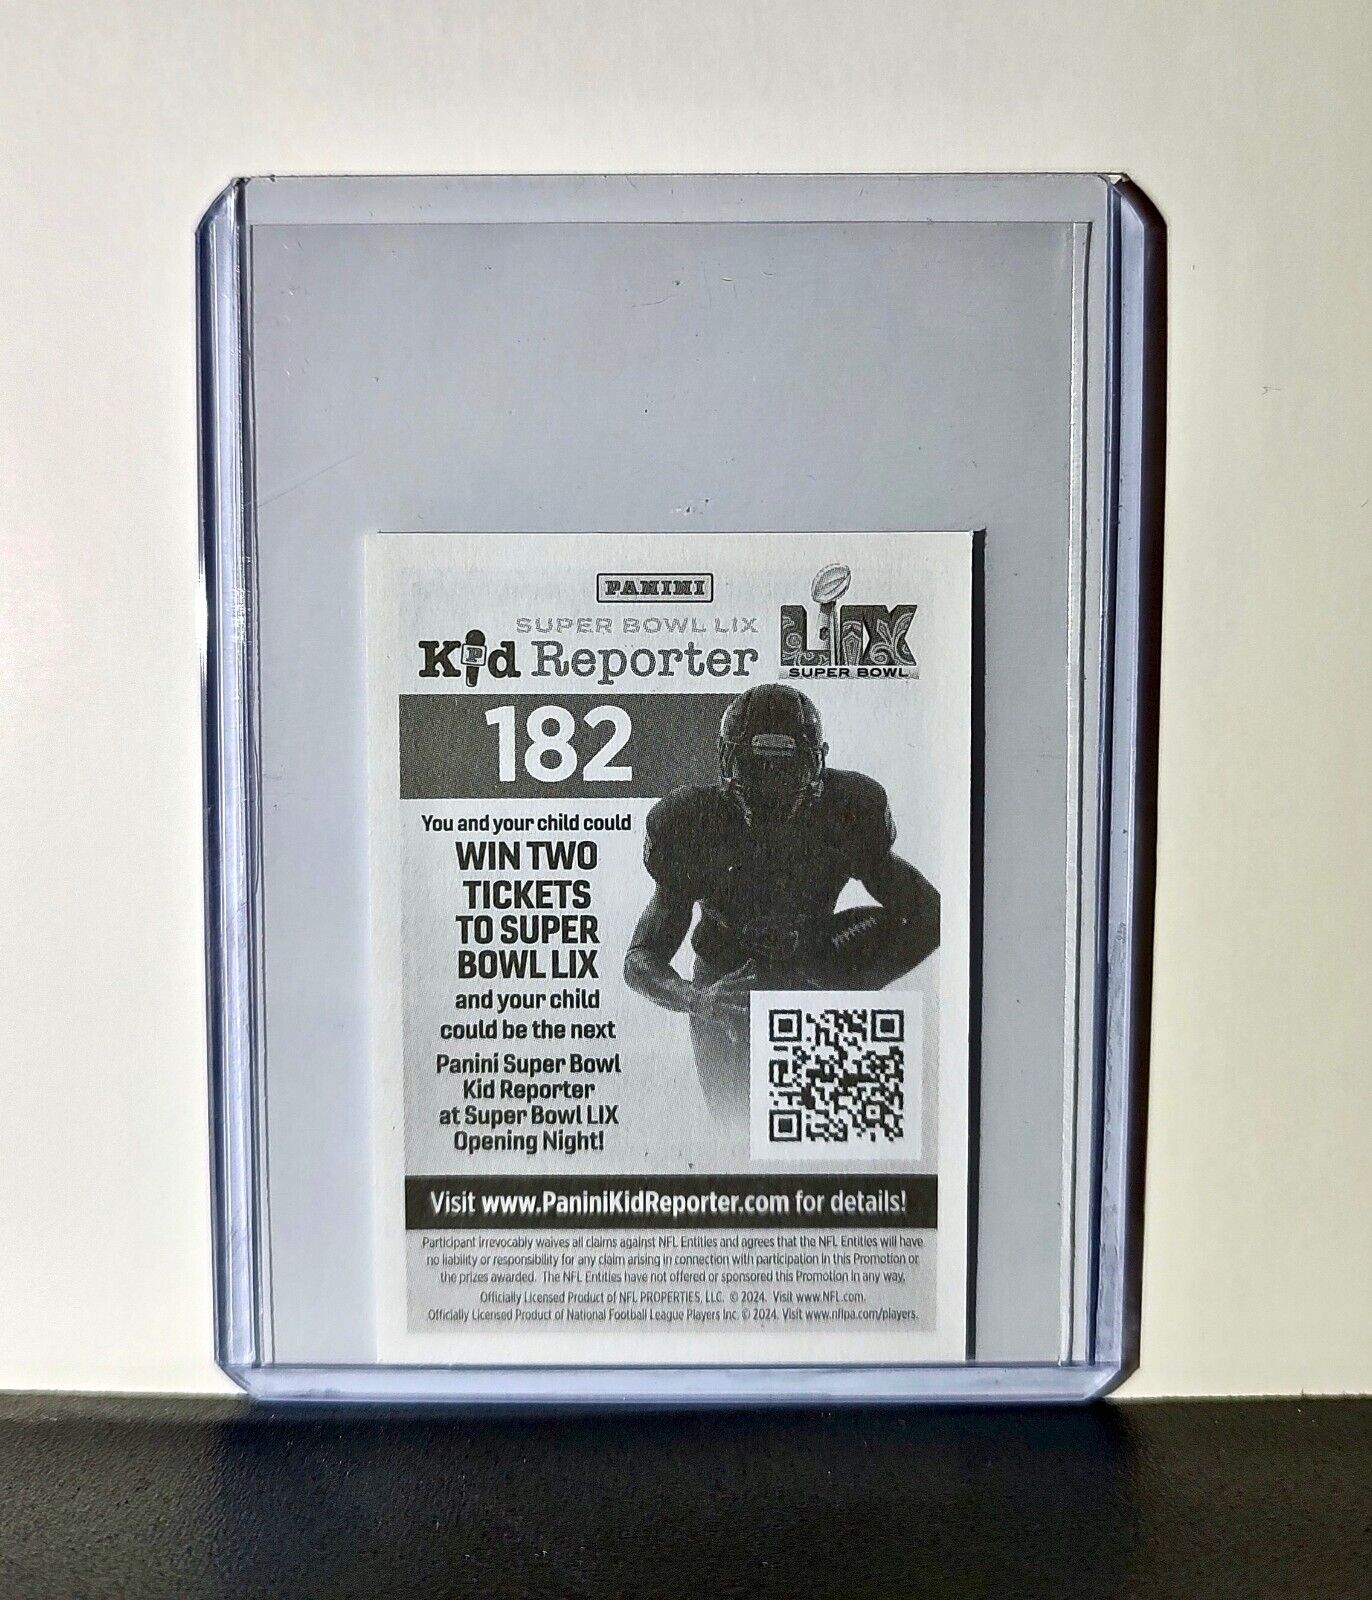 PANINI
SUPER BOWL LIX
Kid Reporter
LIX
SUPER BOWL
182
You and your child could
WIN TWO
TICKETS
TO SUPER
BOWL LIX
and your child
could be the next
Panini Super Bowl
Kid Reporter
at Super Bowl LIX
Opening Night!
Visit www.PaniniKidReporter.com for details!
Participant irrevocably waives all claims against NFL Entities and agrees that the NFL Entities will have
no liability or responsibility for any claim arising in connection with participation in this Promotion or
the prizes awarded. The NFL Entities have not offered or sponsored this Promotion in any way.
Officially Licensed Product of NFL PROPERTIES, LLC. © 2024. Visit www.NFL.com.
Officially Licensed Product of National Football League Players Inc. © 2024. Visit www.nflpa.com/players.